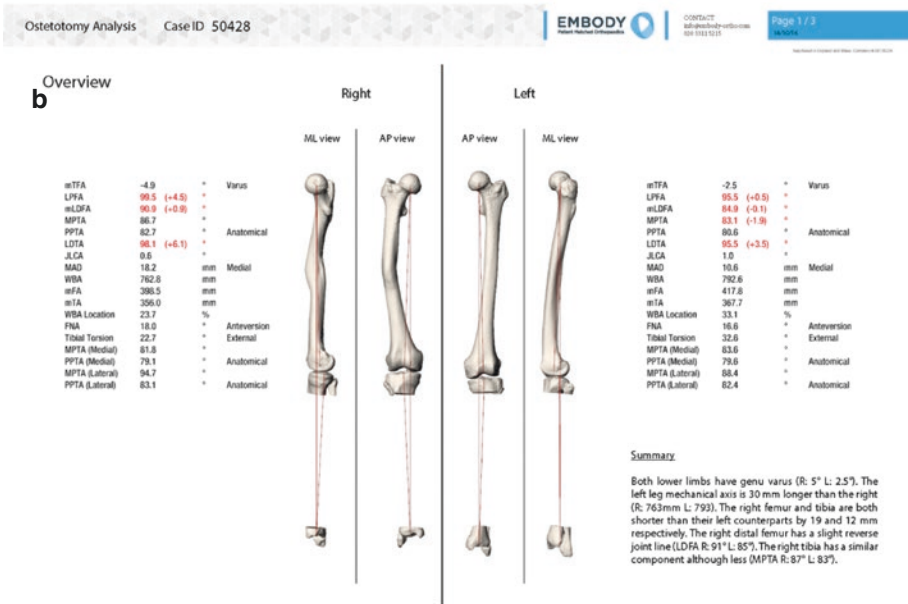 Ostetotomy Analysis Case ID 50428
EMBODY
Patient Matched Orthopaedics
CONTACT
info@embody-ortho.com
Page 1 / 3
Overview
b
Right Left
ML view AP view AP view ML view
mTFA -4.9 ° Varus
LPFA 99.5 (+4.5) °
mLDFA 90.9 (+0.9) °
MPTA 86.7 °
PPTA 82.7 ° Anatomical
LDTA 98.1 (+6.1) °
JLCA 0.6 °
MAD 18.2 mm Medial
WBA 762.8 mm
mFA 398.5 mm
mTA 356.0 mm
WBA Location 23.7 %
FNA 18.0 ° Anteversion
Tibial Torsion 22.7 ° External
MPTA (Medial) 81.8 °
PPTA (Medial) 79.1 ° Anatomical
MPTA (Lateral) 94.7 °
PPTA (Lateral) 83.1 ° Anatomical
mTFA -2.5 ° Varus
LPFA 95.5 (+0.5) °
mLDFA 84.9 (-0.1) °
MPTA 83.1 (-1.9) °
PPTA 80.6 ° Anatomical
LDTA 95.5 (+3.5) °
JLCA 1.0 °
MAD 10.6 mm Medial
WBA 792.6 mm
mFA 417.8 mm
mTA 367.7 mm
WBA Location 33.1 %
FNA 16.6 ° Anteversion
Tibial Torsion 32.6 ° External
MPTA (Medial) 83.6 °
PPTA (Medial) 79.6 ° Anatomical
MPTA (Lateral) 88.4 °
PPTA (Lateral) 82.4 ° Anatomical
Summary
Both lower limbs have genu varus (R: 5° L: 2.5°). The
left leg mechanical axis is 30 mm longer than the right
(R: 763mm L: 793). The right femur and tibia are both
shorter than their left counterparts by 19 and 12 mm
respectively. The right distal femur has a slight reverse
joint line (LDFA R: 91° L: 85°). The right tibia has a similar
component although less (MPTA R: 87° L: 83°).